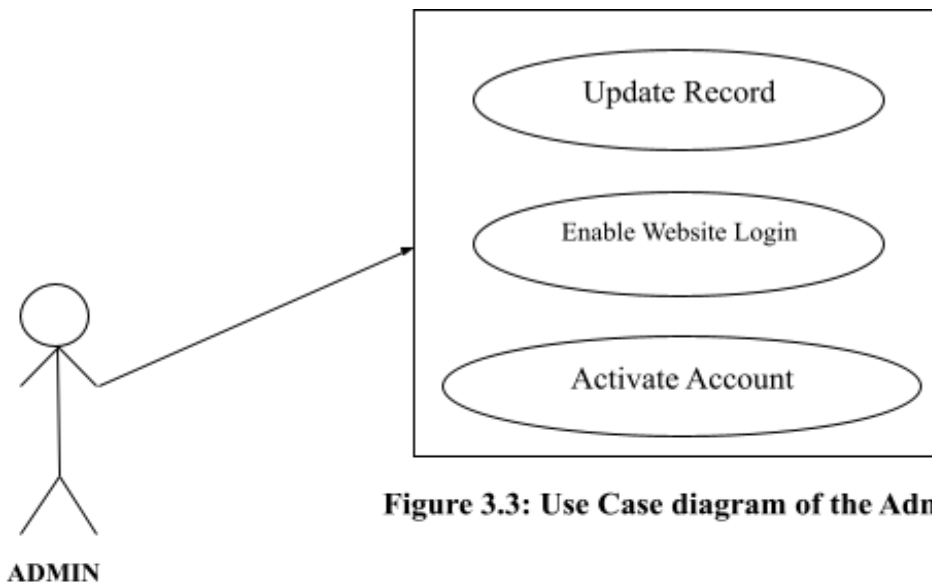 Update Record
Enable Website Login
Activate Account
Figure 3.3: Use Case diagram of the Adm
ADMIN